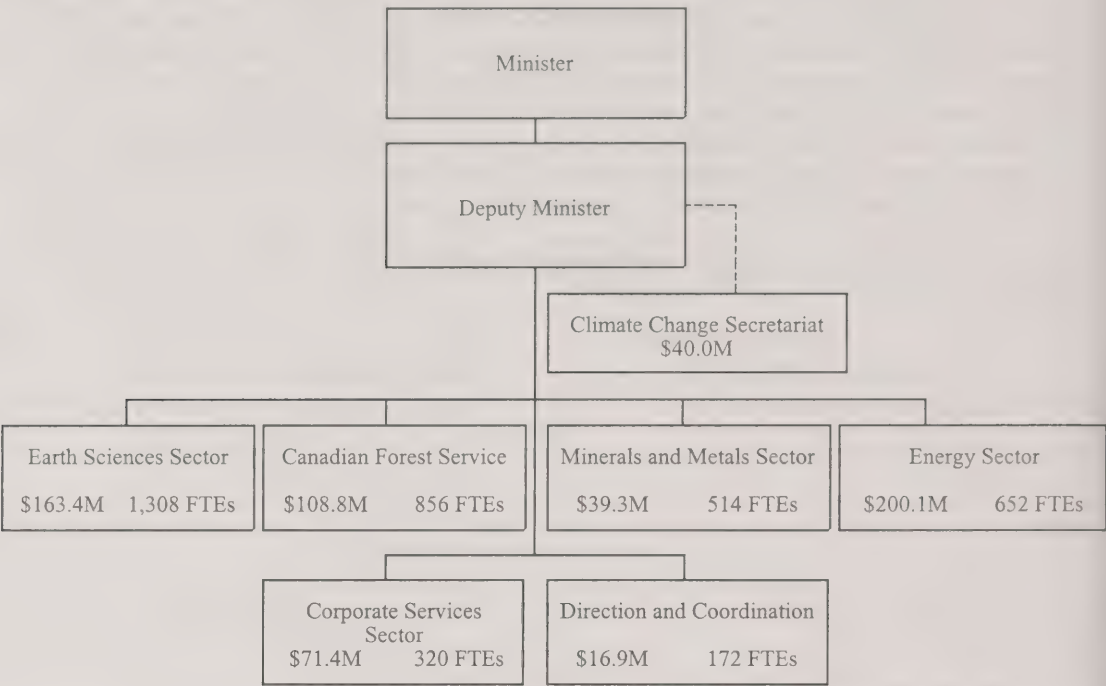 Minister
Deputy Minister
Climate Change Secretariat
$40.0M
Earth Sciences Sector
$163.4M 1,308 FTEs
Canadian Forest Service
$108.8M 856 FTEs
Minerals and Metals Sector
$39.3M 514 FTEs
Energy Sector
$200.1M 652 FTEs
Corporate Services
Sector
$71.4M 320 FTEs
Direction and Coordination
$16.9M 172 FTEs